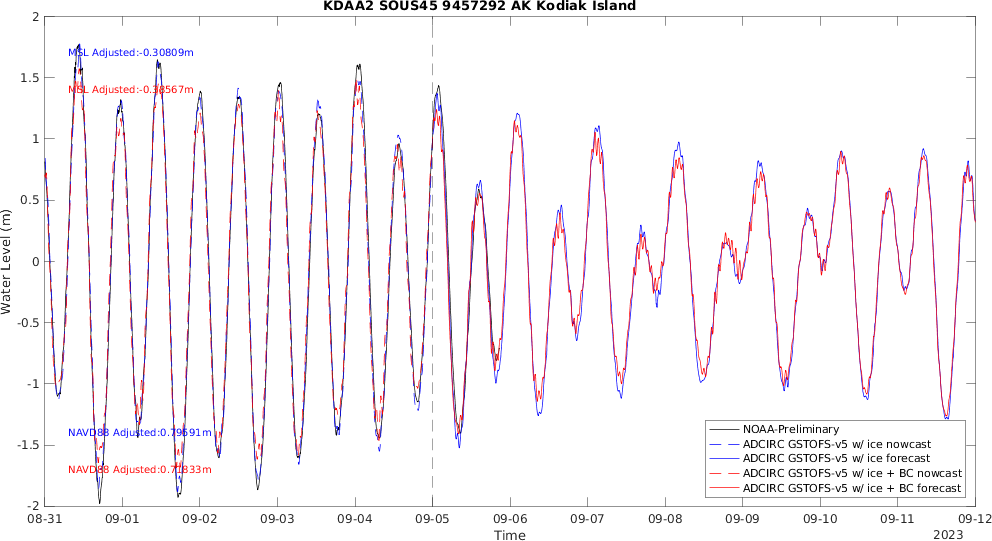 KDAA2 SOUS45 9457292 AK Kodiak Island
2
1.5
1
0.5
0
-0.5
-1
-1.5
-2
Water Level (m)
MSL Adjusted:-0.30809m
MSL Adjusted:-0.38567m
NAVD88 Adjusted:0.79591m
NAVD88 Adjusted:0.71833m
NOAA-Preliminary
ADCIRC GSTOFS-v5 w/ ice nowcast
ADCIRC GSTOFS-v5 w/ ice forecast
ADCIRC GSTOFS-v5 w/ ice + BC nowcast
ADCIRC GSTOFS-v5 w/ ice + BC forecast
08-31 09-01 09-02 09-03 09-04 09-05 09-06 09-07 09-08 09-09 09-10 09-11 09-12
Time
2023